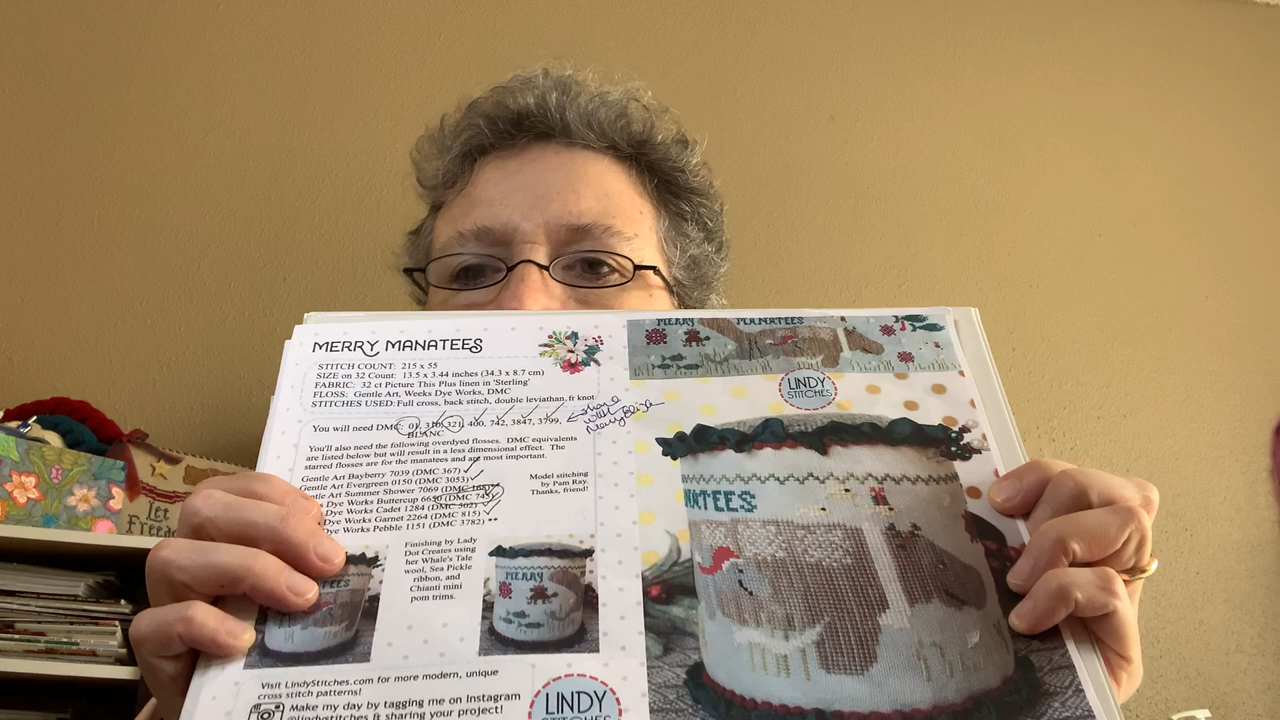 MERRY MANATEES
STITCH COUNT: 215 x 55
SIZE on 32 Count: 13.5 x 3.44 inches (34.3 x 8.7 cm)
FABRIC: 32 ct Picture This Plus linen in 'Sterling'
FLOSS: Gentle Art, Weeks Dye Works, DMC
STITCHES USED: Full cross, back stitch, double leviathan, fr knot
You will need DMC: 01, 310, 321, 400, 742, 3847, 3799,
BLANC
You'll also need the following overdyed flosses. DMC equivalents
are listed below but will result in a less dimensional effect. The
starred flosses are for the manatees and are most important.
Gentle Art Bayberry 7039 (DMC 367)
Gentle Art Evergreen 0150 (DMC 3053)
Gentle Art Summer Shower 7069 (DMC
Dye Works Buttercup 6650 (DMC 745)
Dye Works Cadet 1284 (DMC 502)
Dye Works Garnet 2264 (DMC 815)
Dye Works Pebble 1151 (DMC 3782) **
Model stitching
by Pam Ray.
Thanks, friend!
Finishing by Lady
Dot Creates using
her Whale's Tale
wool, Sea Pickle
ribbon, and
Chianti mini
pom trims.
TEES
MERRY
Visit LindyStitches.com for more modern, unique
cross stitch patterns!
Make my day by tagging me on Instagram
@lindystitches & sharing your project!
LINDY
STITCHES
MERRY MANATEES
LINDY
STITCHES
NATEES
Let
Freedom